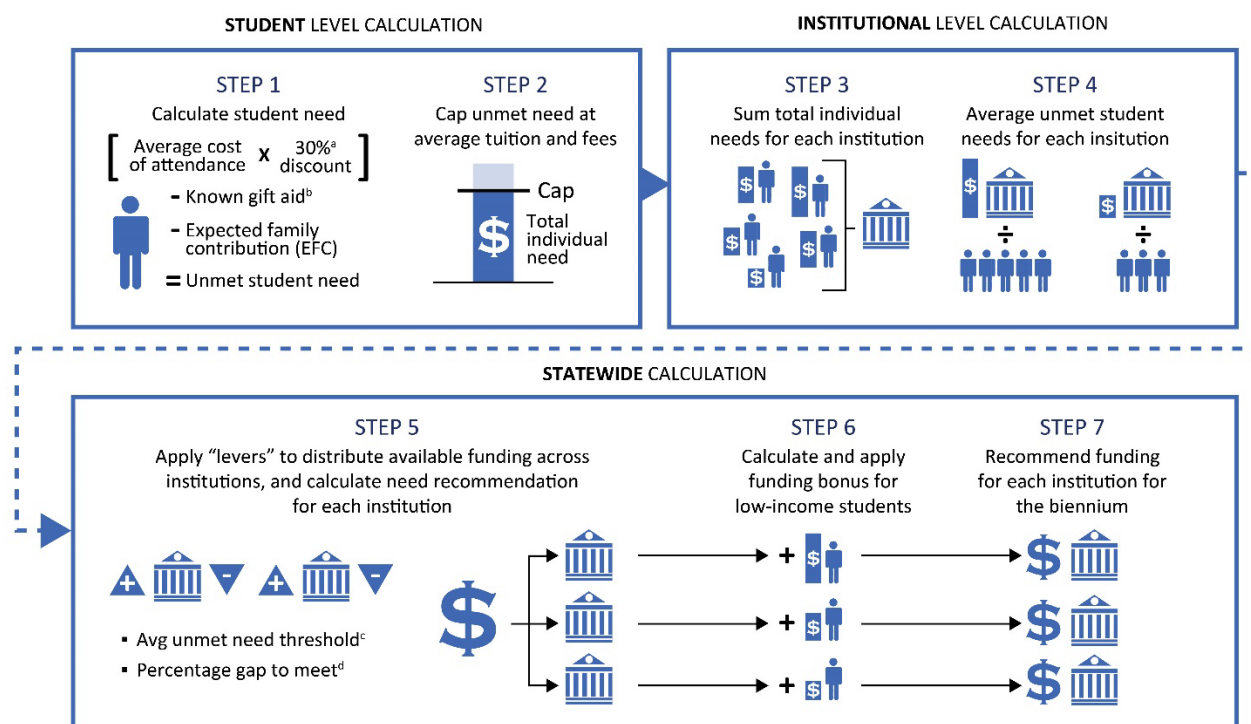 STUDENT LEVEL CALCULATION
STEP 1
Calculate student need
[ Average cost of attendance X 30%a discount ]
- Known gift aidb
- Expected family
contribution (EFC)
= Unmet student need
STEP 2
Cap unmet need at
average tuition and fees
Cap
$
Total
individual
need
INSTITUTIONAL LEVEL CALCULATION
STEP 3
Sum total individual
needs for each institution
$ $
$ $
$
STEP 4
Average unmet student
needs for each insitution
$ $
÷ ÷
STATEWIDE CALCULATION
STEP 5
Apply “levers” to distribute available funding across
institutions, and calculate need recommendation
for each institution
+ - + -
▪ Avg unmet need thresholdc
▪ Percentage gap to meetd
$
STEP 6
Calculate and apply
funding bonus for
low-income students
+ $
+ $
+ $
STEP 7
Recommend funding
for each institution for
the biennium
$
$
$